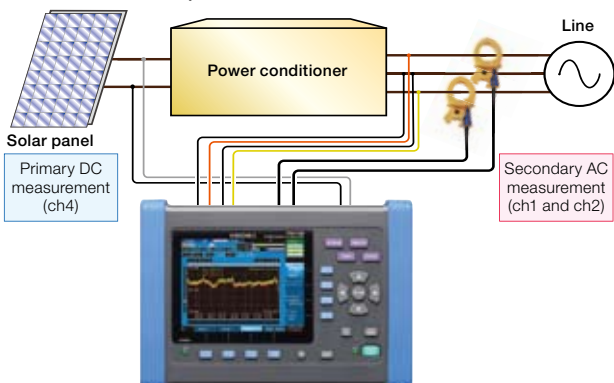 Line
Power conditioner
Solar panel
Primary DC
measurement
(ch4)
Secondary AC
measurement
(ch1 and ch2)